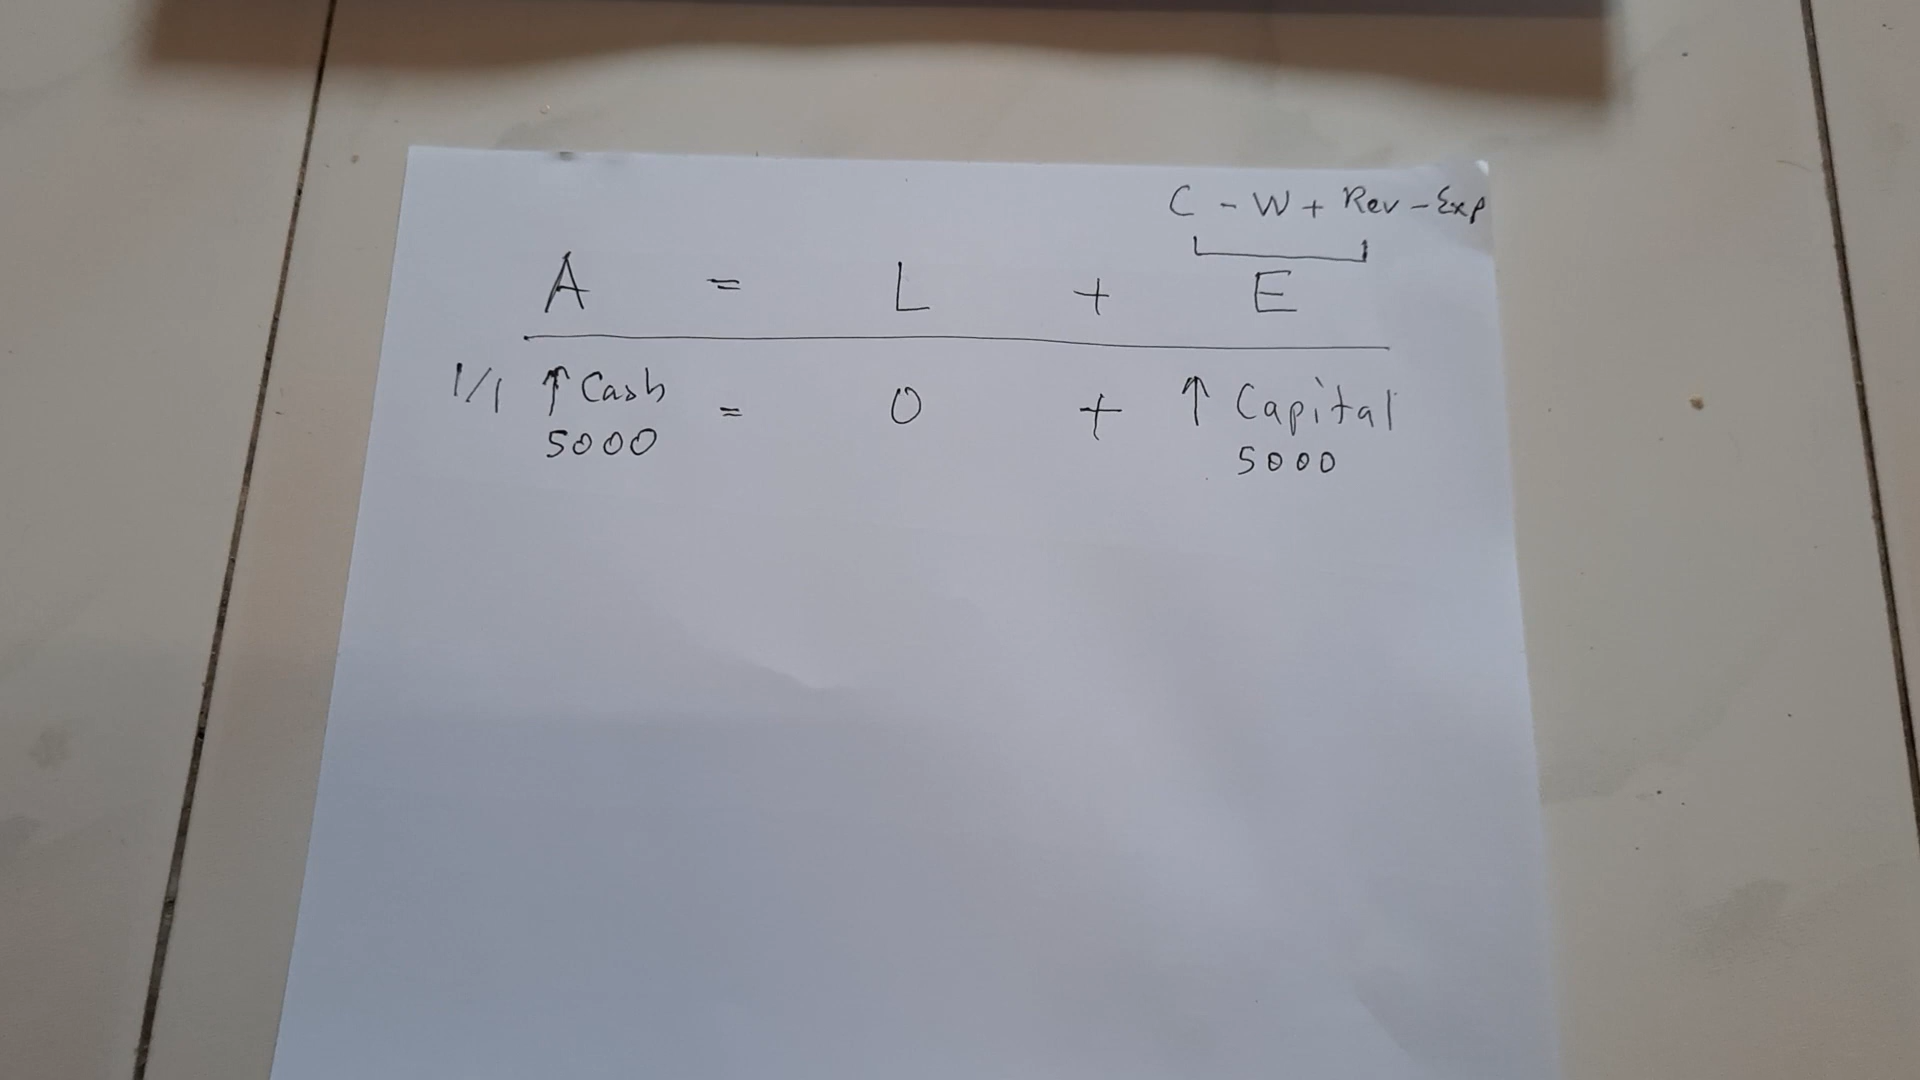 C - W + Rev - Exp
A = L + E
1/1 ↑ Cash = 0 + ↑ Capital
5000 5000